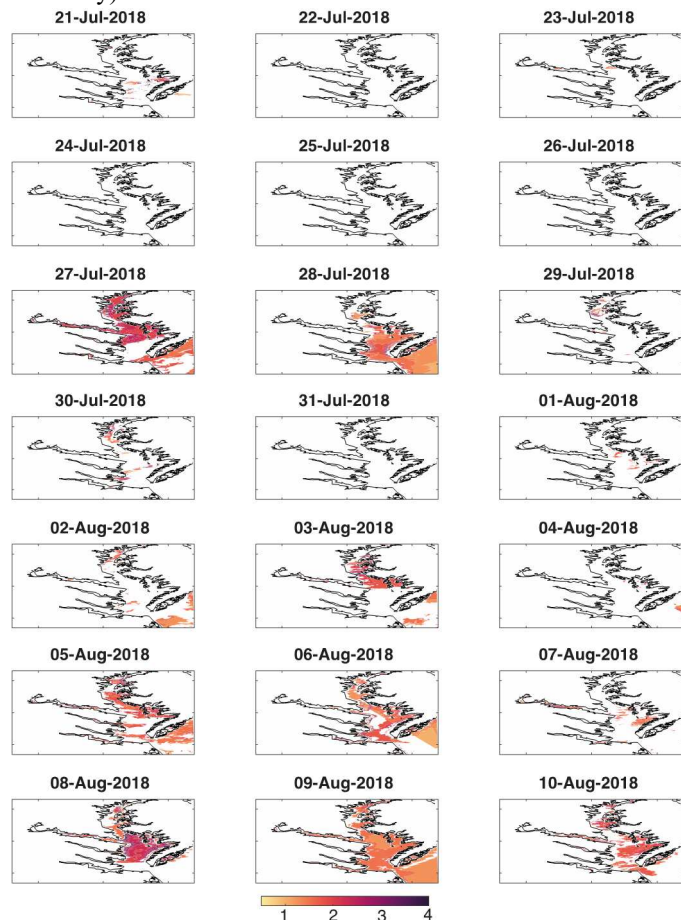 y)
21-Jul-2018 22-Jul-2018 23-Jul-2018
24-Jul-2018 25-Jul-2018 26-Jul-2018
27-Jul-2018 28-Jul-2018 29-Jul-2018
30-Jul-2018 31-Jul-2018 01-Aug-2018
02-Aug-2018 03-Aug-2018 04-Aug-2018
05-Aug-2018 06-Aug-2018 07-Aug-2018
08-Aug-2018 09-Aug-2018 10-Aug-2018
1 2 3 4